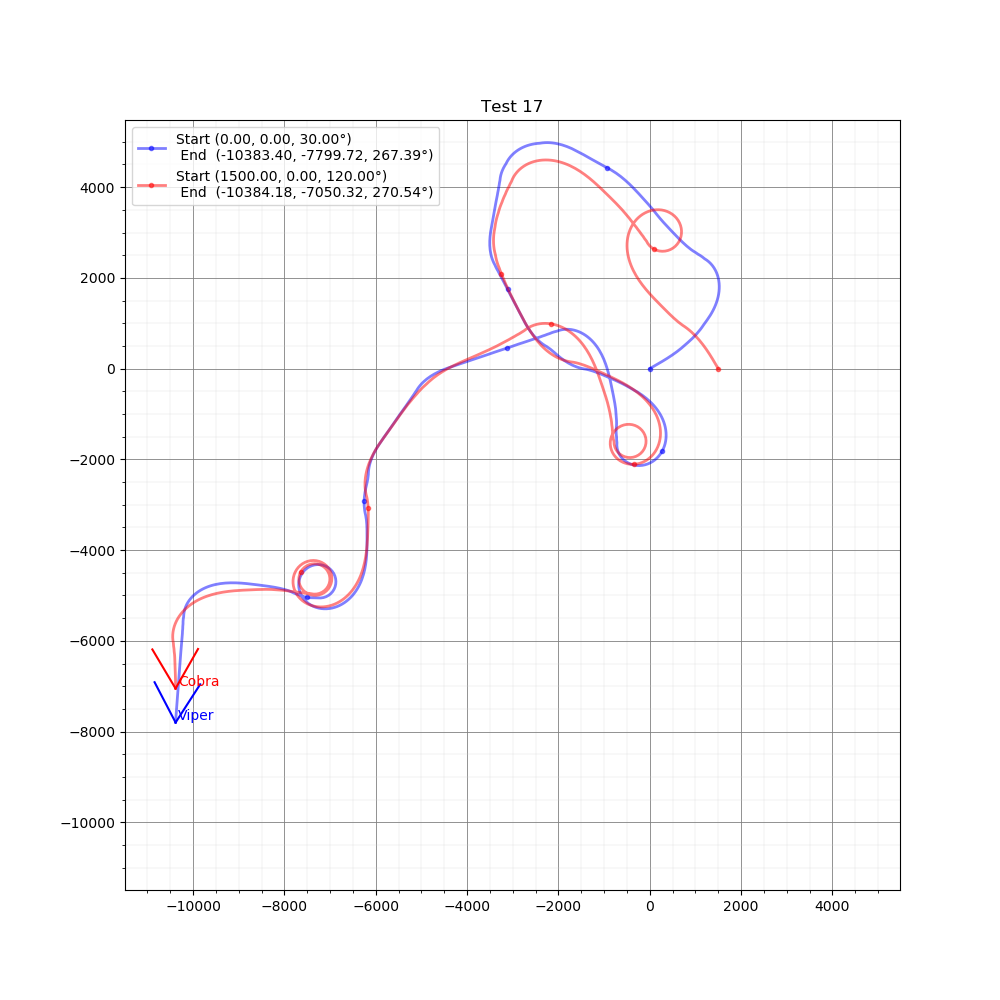 Test 17
Start (0.00, 0.00, 30.00°)
End (-10383.40, -7799.72, 267.39°)
Start (1500.00, 0.00, 120.00°)
End (-10384.18, -7050.32, 270.54°)
4000
2000
0
−2000
−4000
−6000
−8000
−10000
Cobra
Viper
−10000 −8000 −6000 −4000 −2000 0 2000 4000